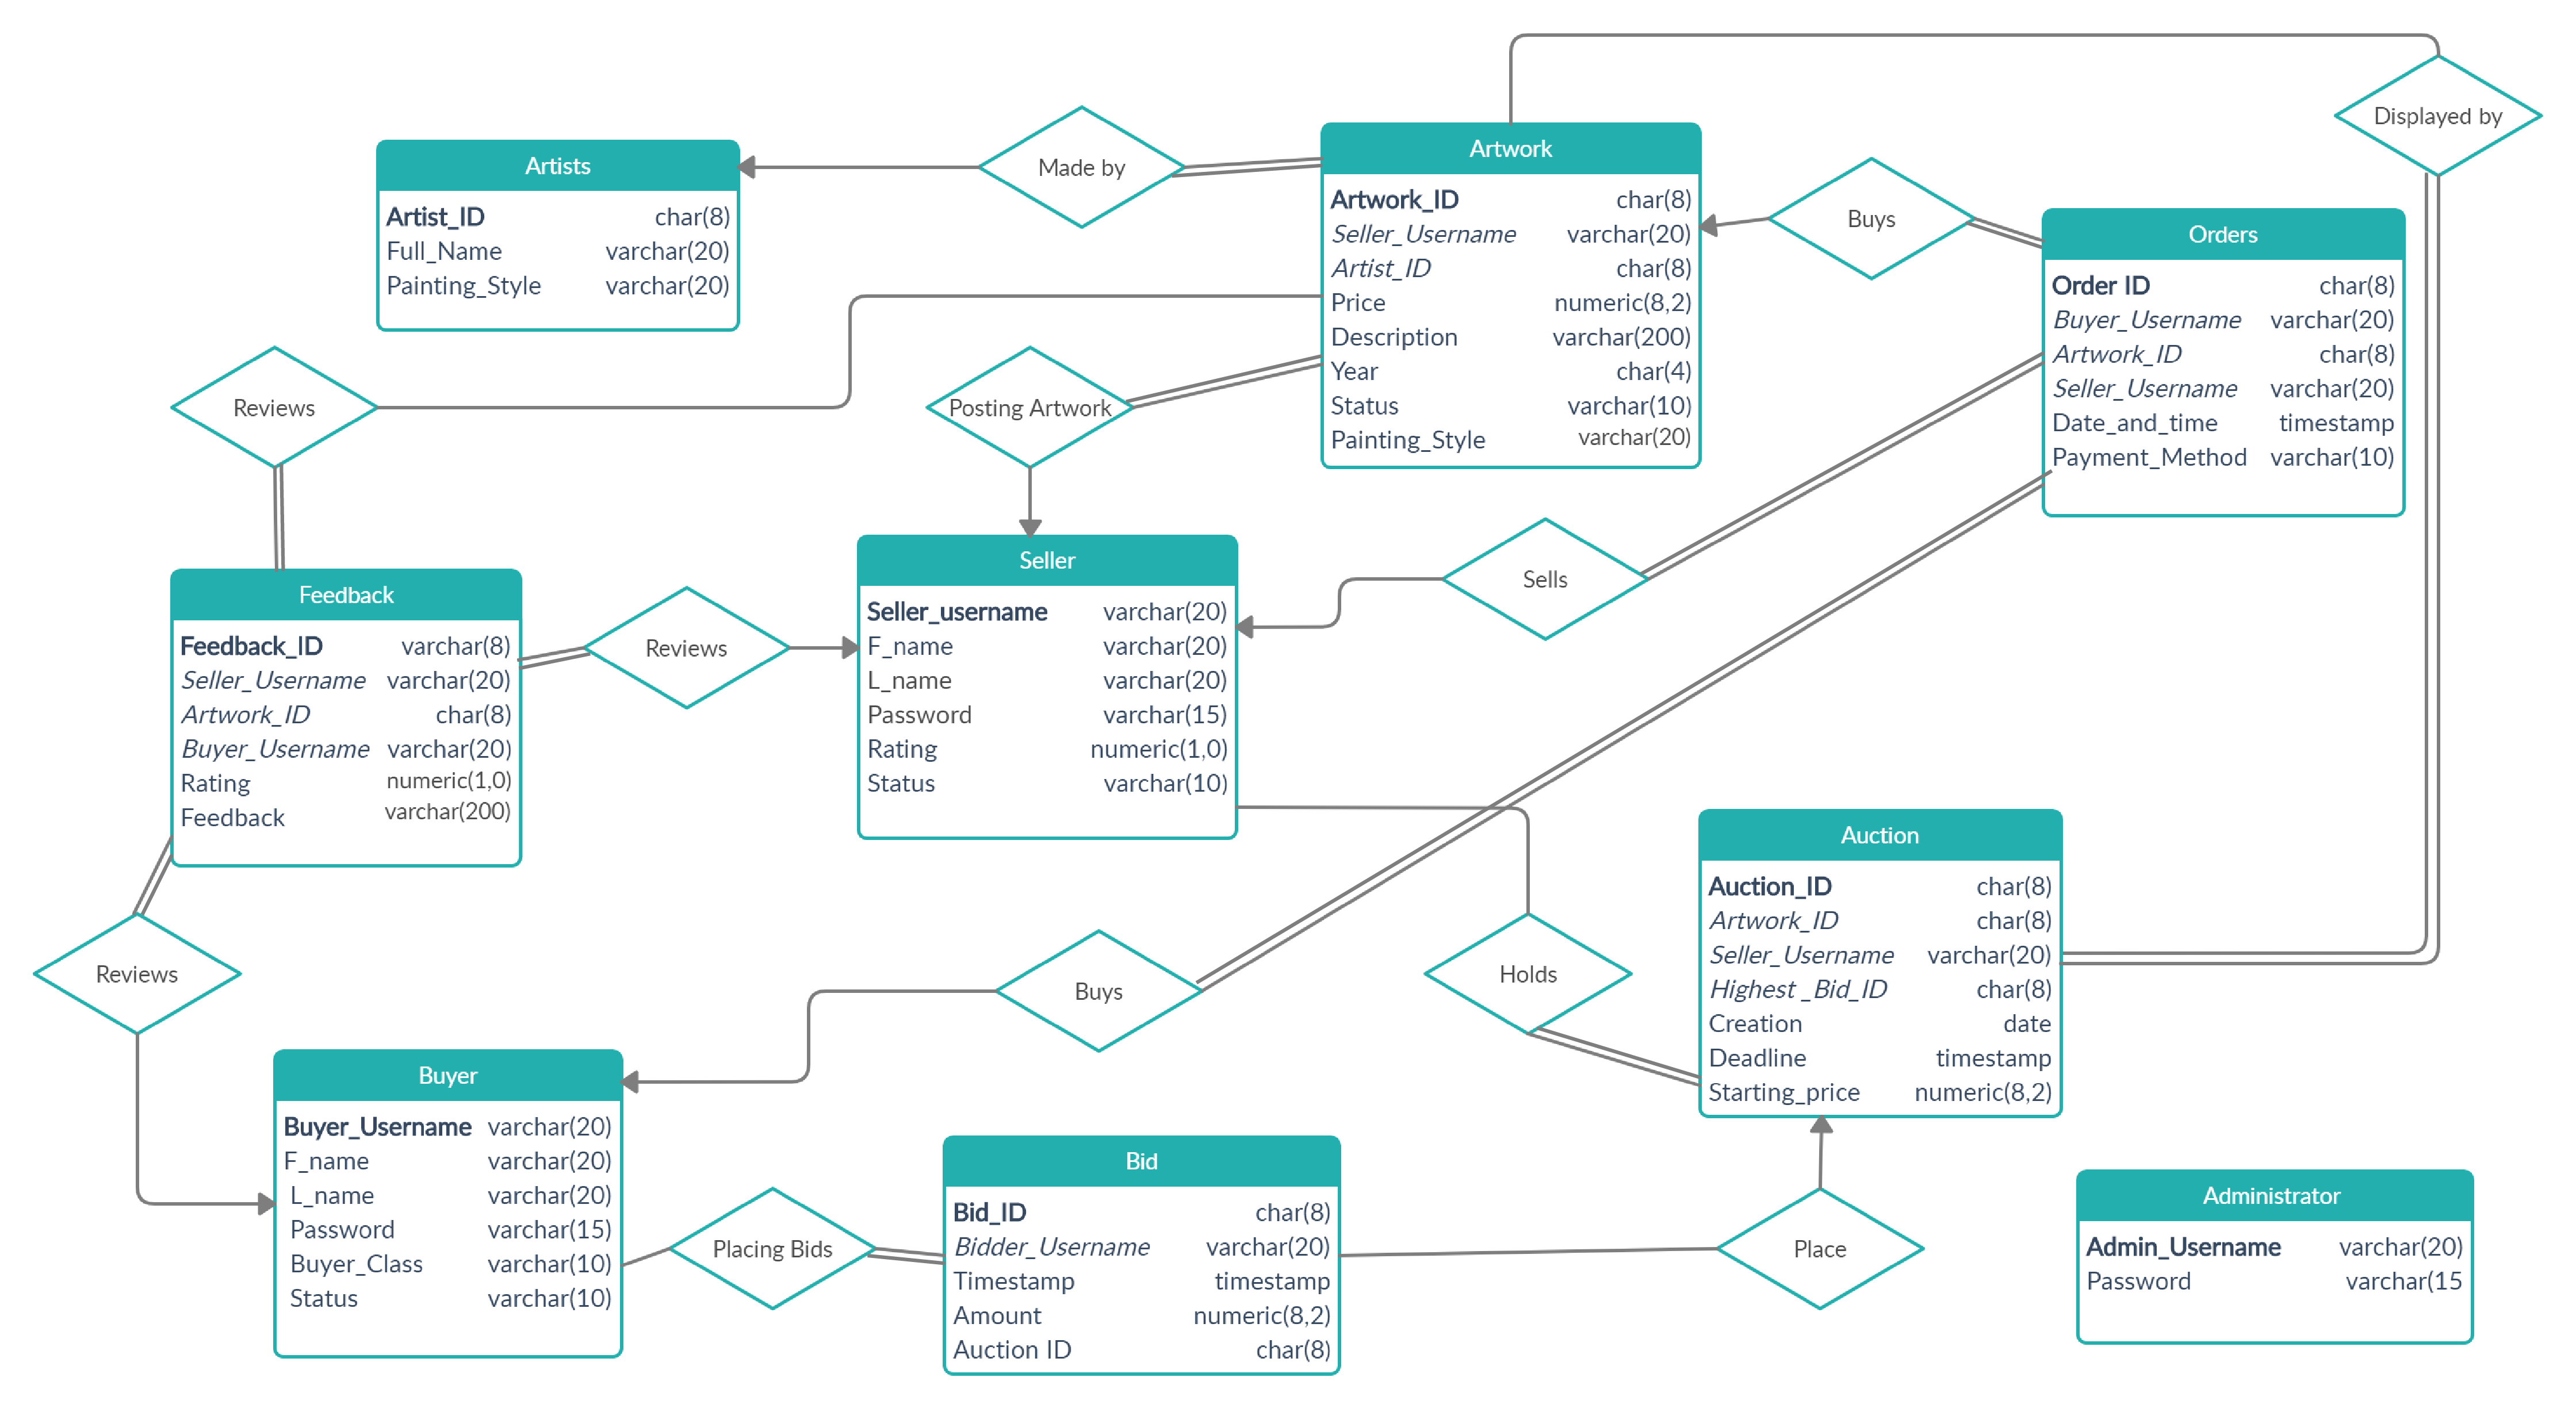 Displayed by
Made by
Artwork
Artwork_ID char(8)
Seller_Username varchar(20)
Artist_ID char(8)
Price numeric(8,2)
Description varchar(200)
Year char(4)
Status varchar(10)
Painting_Style varchar(20)
Artists
Artist_ID char(8)
Full_Name varchar(20)
Painting_Style varchar(20)
Buys
Orders
Order ID char(8)
Buyer_Username varchar(20)
Artwork_ID char(8)
Seller_Username varchar(20)
Date_and_time timestamp
Payment_Method varchar(10)
Reviews
Posting Artwork
Seller
Seller_username varchar(20)
F_name varchar(20)
L_name varchar(20)
Password varchar(15)
Rating numeric(1,0)
Status varchar(10)
Sells
Feedback
Feedback_ID varchar(8)
Seller_Username varchar(20)
Artwork_ID char(8)
Buyer_Username varchar(20)
Rating numeric(1,0)
Feedback varchar(200)
Reviews
Auction
Auction_ID char(8)
Artwork_ID char(8)
Seller_Username varchar(20)
Highest _Bid_ID char(8)
Creation date
Deadline timestamp
Starting_price numeric(8,2)
Reviews
Buys
Holds
Buyer
Buyer_Username varchar(20)
F_name varchar(20)
L_name varchar(20)
Password varchar(15)
Buyer_Class varchar(10)
Status varchar(10)
Placing Bids
Bid
Bid_ID char(8)
Bidder_Username varchar(20)
Timestamp timestamp
Amount numeric(8,2)
Auction ID char(8)
Place
Administrator
Admin_Username varchar(20)
Password varchar(15